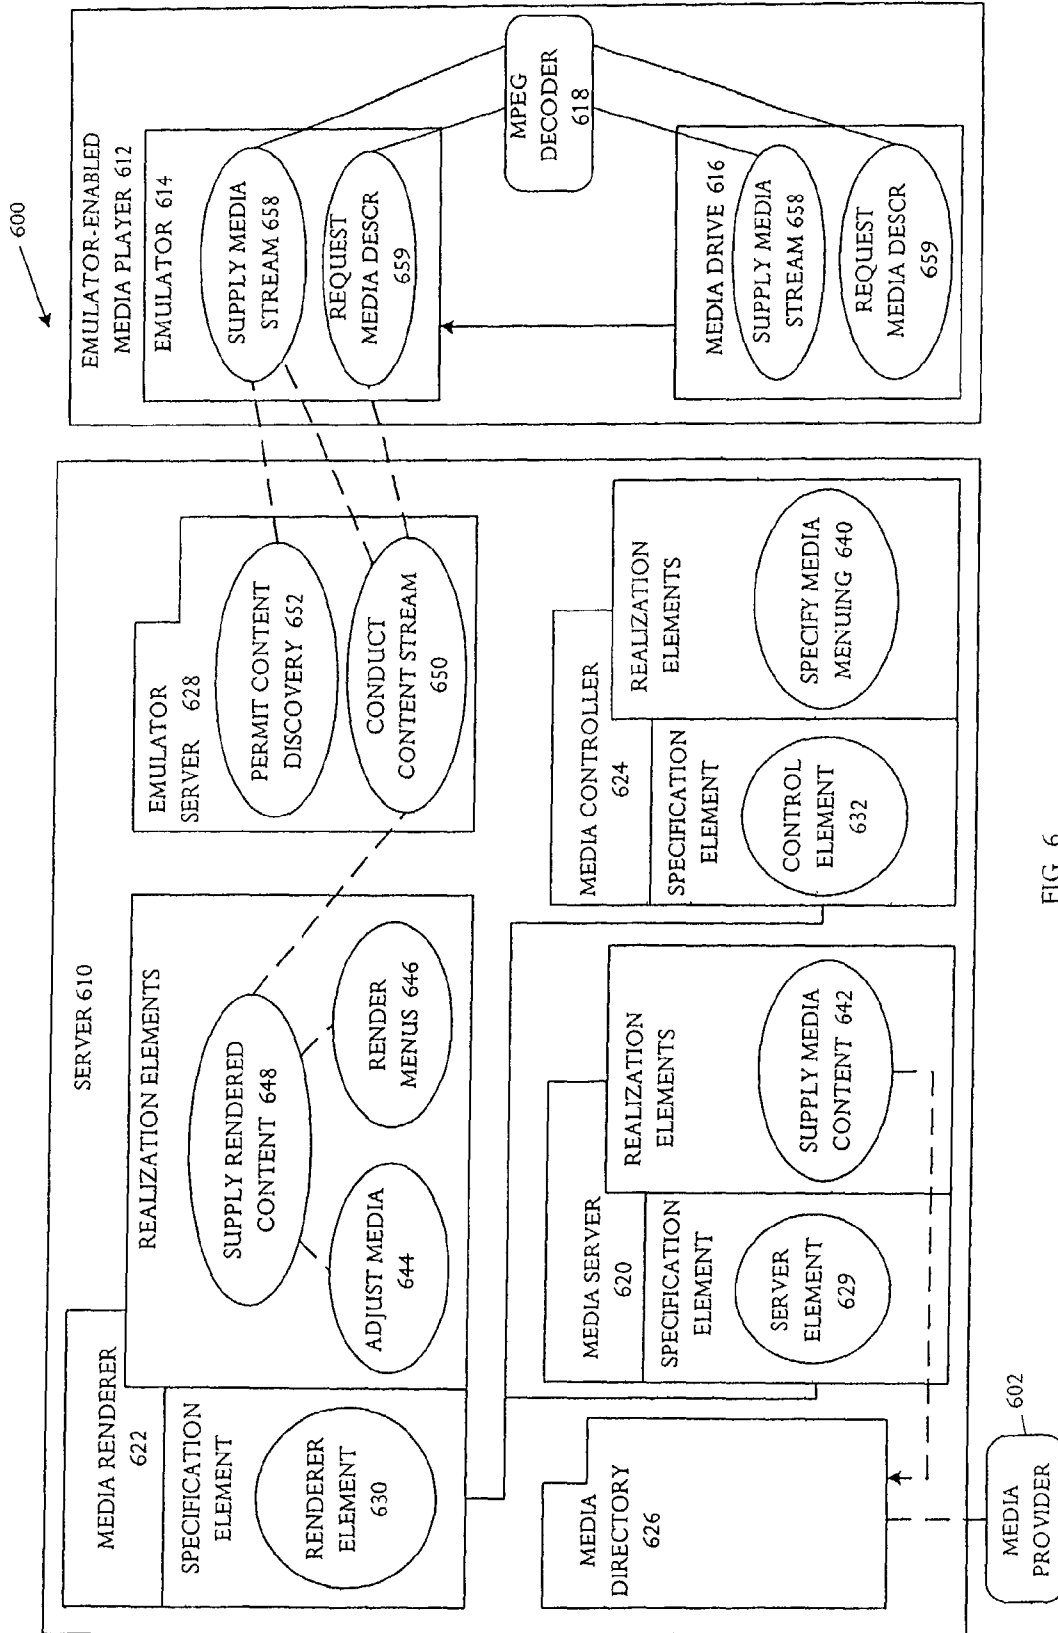 600
SERVER 610
MEDIA RENDERER
622
SPECIFICATION
ELEMENT
RENDERER
ELEMENT
630
REALIZATION ELEMENTS
SUPPLY RENDERED
CONTENT 648
ADJUST MEDIA
644
RENDER
MENUS 646
EMULATOR
SERVER 628
PERMIT CONTENT
DISCOVERY 652
CONDUCT
CONTENT STREAM
650
EMULATOR-ENABLED
MEDIA PLAYER 612
EMULATOR 614
SUPPLY MEDIA
STREAM 658
REQUEST
MEDIA DESCR
659
MPEG
DECODER
618
MEDIA DRIVE 616
SUPPLY MEDIA
STREAM 658
REQUEST
MEDIA DESCR
659
MEDIA
DIRECTORY
626
MEDIA SERVER
620
SPECIFICATION
ELEMENT
SERVER
ELEMENT
629
REALIZATION
ELEMENTS
SUPPLY MEDIA
CONTENT 642
MEDIA CONTROLLER
624
SPECIFICATION
ELEMENT
CONTROL
ELEMENT
632
REALIZATION
ELEMENTS
SPECIFY MEDIA
MENUING 640
MEDIA
PROVIDER
602
FIG. 6